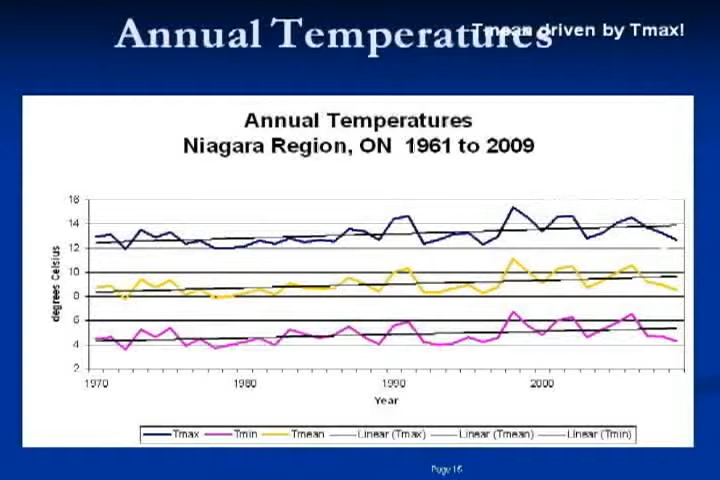 Annual Temperatures
Tmean driven by Tmax!
Annual Temperatures
Niagara Region, ON 1961 to 2009
16
14
12
10
8
6
4
2
degrees Celsius
1970 1980 1990 2000
Year
Tmax Tmin Tmean Linear (Tmax) Linear (Tmean) Linear (Tmin)
Page 16